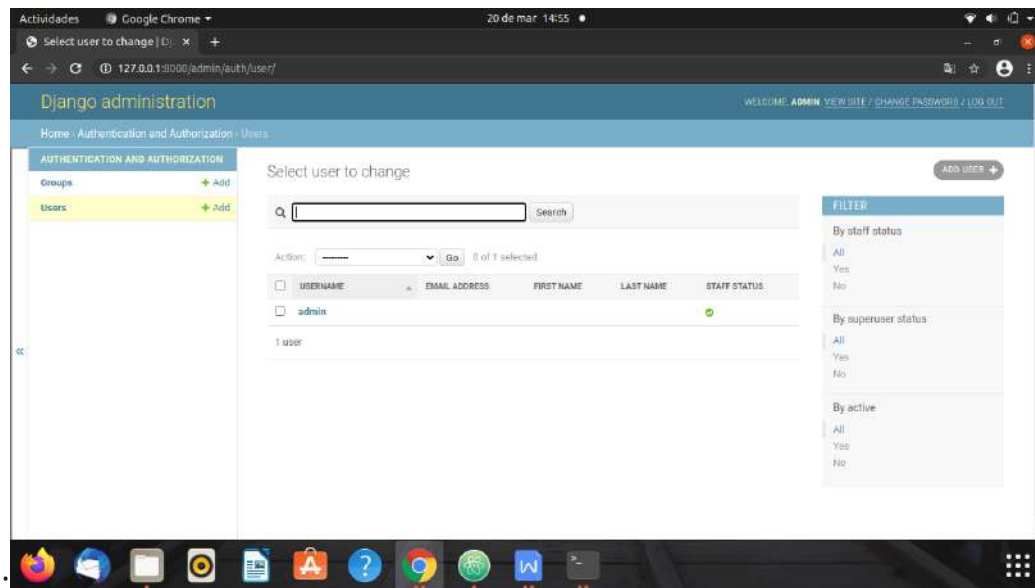 Actividades Google Chrome 20 de mar 14:55
Select user to change | Dj
127.0.0.1:8000/admin/auth/user/
Django administration
WELCOME, ADMIN. VIEW SITE / CHANGE PASSWORD / LOG OUT
Home › Authentication and Authorization › Users
AUTHENTICATION AND AUTHORIZATION
Groups + Add
Users + Add
Select user to change
ADD USER +
Search
Action: --------- Go 0 of 1 selected
USERNAME EMAIL ADDRESS FIRST NAME LAST NAME STAFF STATUS
admin
1 user
«
FILTER
By staff status
All
Yes
No
By superuser status
All
Yes
No
By active
All
Yes
No